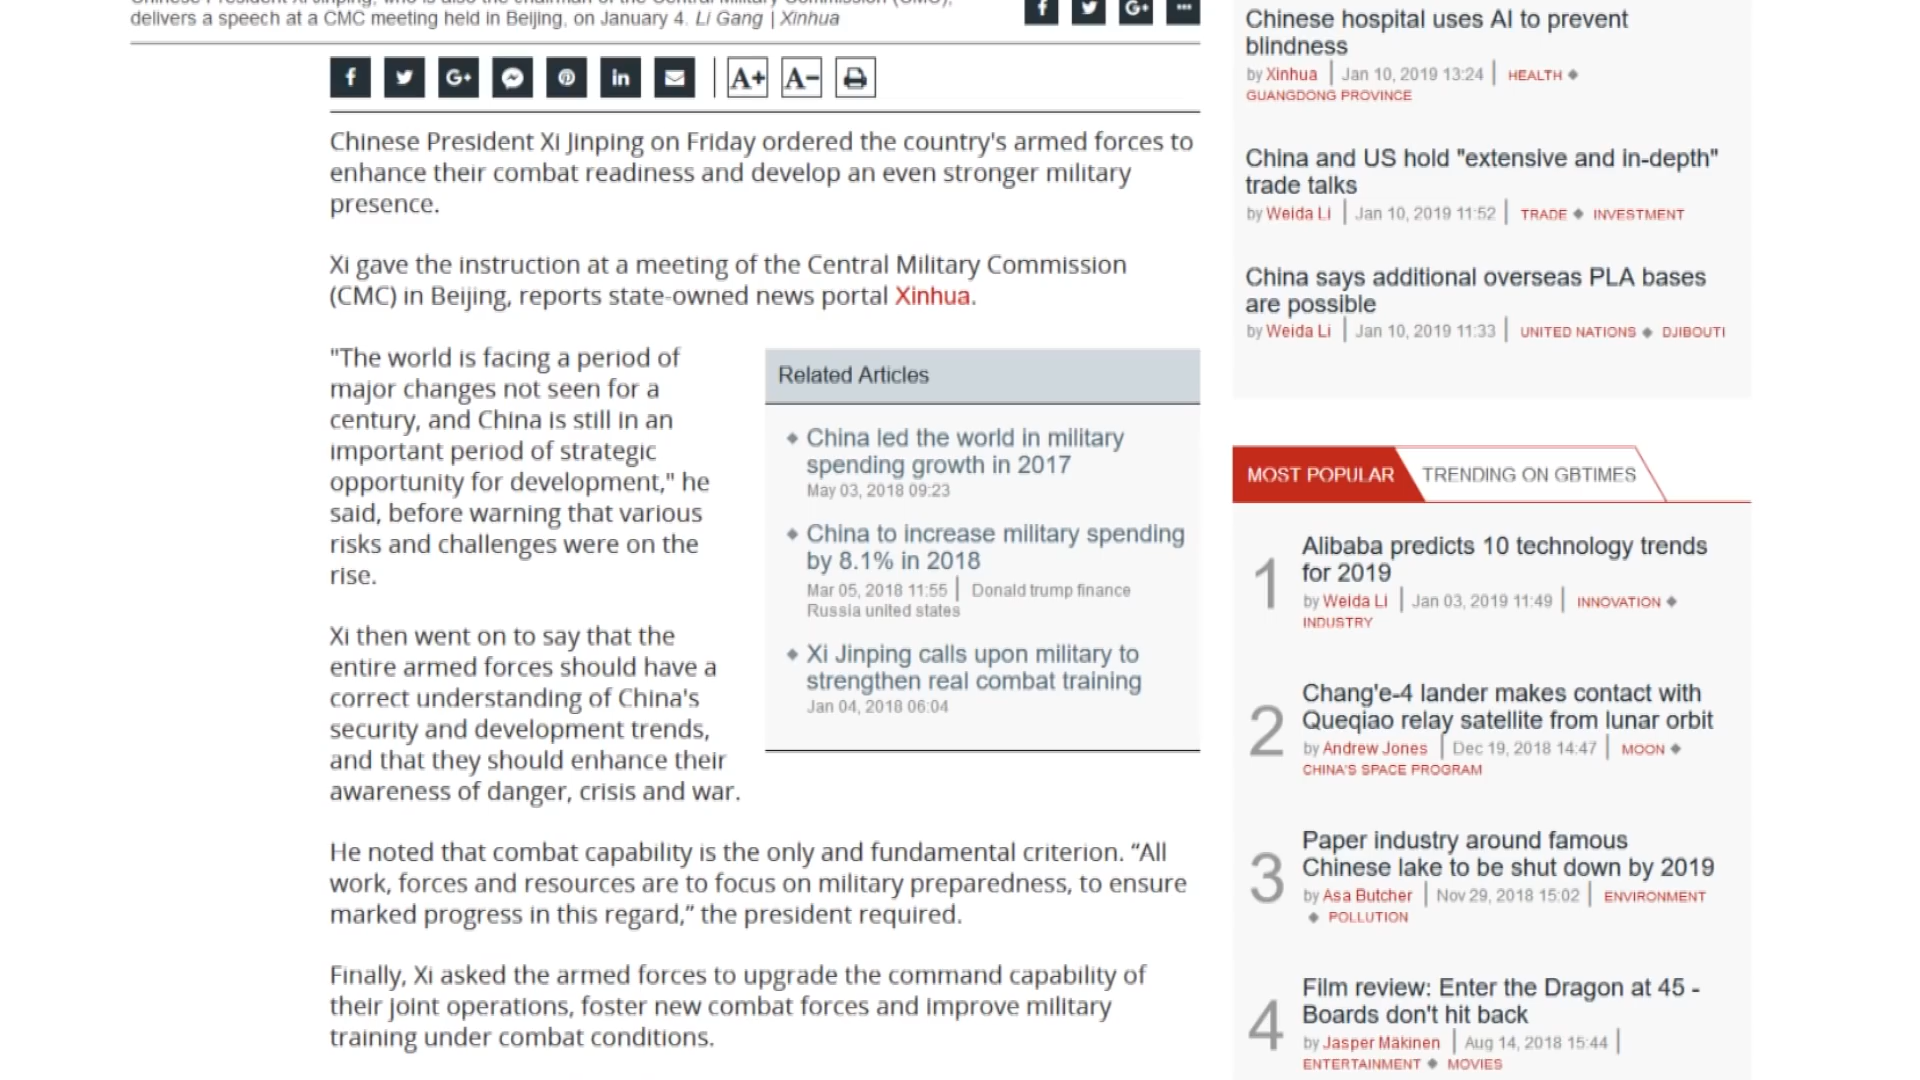 Chinese President Xi Jinping, who is also the chairman of the Central Military Commission (CMC),
delivers a speech at a CMC meeting held in Beijing, on January 4. Li Gang | Xinhua
f G+ ...
f G+ in A+ A−
Chinese President Xi Jinping on Friday ordered the country's armed forces to
enhance their combat readiness and develop an even stronger military
presence.
Xi gave the instruction at a meeting of the Central Military Commission
(CMC) in Beijing, reports state-owned news portal Xinhua.
"The world is facing a period of
major changes not seen for a
century, and China is still in an
important period of strategic
opportunity for development," he
said, before warning that various
risks and challenges were on the
rise.
Xi then went on to say that the
entire armed forces should have a
correct understanding of China's
security and development trends,
and that they should enhance their
awareness of danger, crisis and war.
Related Articles
China led the world in military
spending growth in 2017
May 03, 2018 09:23
China to increase military spending
by 8.1% in 2018
Mar 05, 2018 11:55 | Donald trump finance
Russia united states
Xi Jinping calls upon military to
strengthen real combat training
Jan 04, 2018 06:04
He noted that combat capability is the only and fundamental criterion. “All
work, forces and resources are to focus on military preparedness, to ensure
marked progress in this regard,” the president required.
Finally, Xi asked the armed forces to upgrade the command capability of
their joint operations, foster new combat forces and improve military
training under combat conditions.
Chinese hospital uses AI to prevent
blindness
by Xinhua | Jan 10, 2019 13:24 | HEALTH ◆
GUANGDONG PROVINCE
China and US hold "extensive and in-depth"
trade talks
by Weida Li | Jan 10, 2019 11:52 | TRADE ◆ INVESTMENT
China says additional overseas PLA bases
are possible
by Weida Li | Jan 10, 2019 11:33 | UNITED NATIONS ◆ DJIBOUTI
MOST POPULAR TRENDING ON GBTIMES
1 Alibaba predicts 10 technology trends
for 2019
by Weida Li | Jan 03, 2019 11:49 | INNOVATION ◆
INDUSTRY
2 Chang'e-4 lander makes contact with
Queqiao relay satellite from lunar orbit
by Andrew Jones | Dec 19, 2018 14:47 | MOON ◆
CHINA'S SPACE PROGRAM
3 Paper industry around famous
Chinese lake to be shut down by 2019
by Asa Butcher | Nov 29, 2018 15:02 | ENVIRONMENT
◆ POLLUTION
4 Film review: Enter the Dragon at 45 -
Boards don't hit back
by Jasper Mäkinen | Aug 14, 2018 15:44 |
ENTERTAINMENT ◆ MOVIES